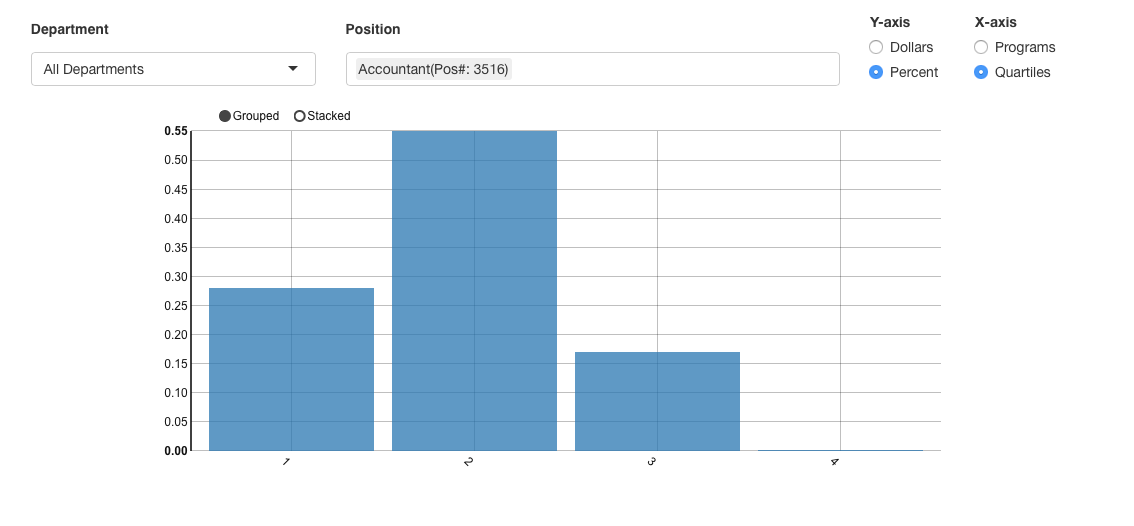 Department
Position
Y-axis
X-axis
Dollars
Programs
All Departments
Accountant(Pos#: 3516)
Percent
Quartiles
Grouped
Stacked
0.55
0.50
0.45
0.40
0.35
0.30
0.25
0.20
0.15
0.10
0.05
0.00
1
2
3
4